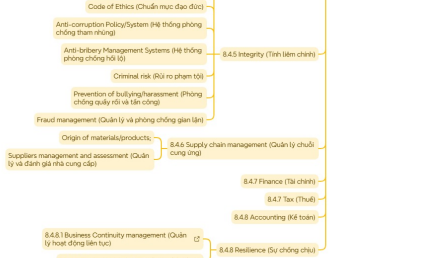 Code of Ethics (Chuẩn mực đạo đức)
Anti-corruption Policy/System (Hệ thống phòng
chống tham nhũng)
Anti-bribery Management Systems (Hệ thống
phòng chống hối lộ)
8.4.5 Integrity (Tính liêm chính)
Criminal risk (Rủi ro phạm tội)
Prevention of bullying/harassment (Phòng
chống quấy rối và tấn công)
Fraud management (Quản lý và phòng chống gian lận)
Origin of materials/products;
8.4.6 Supply chain management (Quản lý chuỗi
cung ứng)
Suppliers management and assessment (Quản
lý và đánh giá nhà cung cấp)
8.4.7 Finance (Tài chính)
8.4.7 Tax (Thuế)
8.4.8 Accounting (Kế toán)
8.4.8.1 Business Continuity management (Quản
lý hoạt động liên tục)
8.4.8 Resilience (Sự chống chịu)